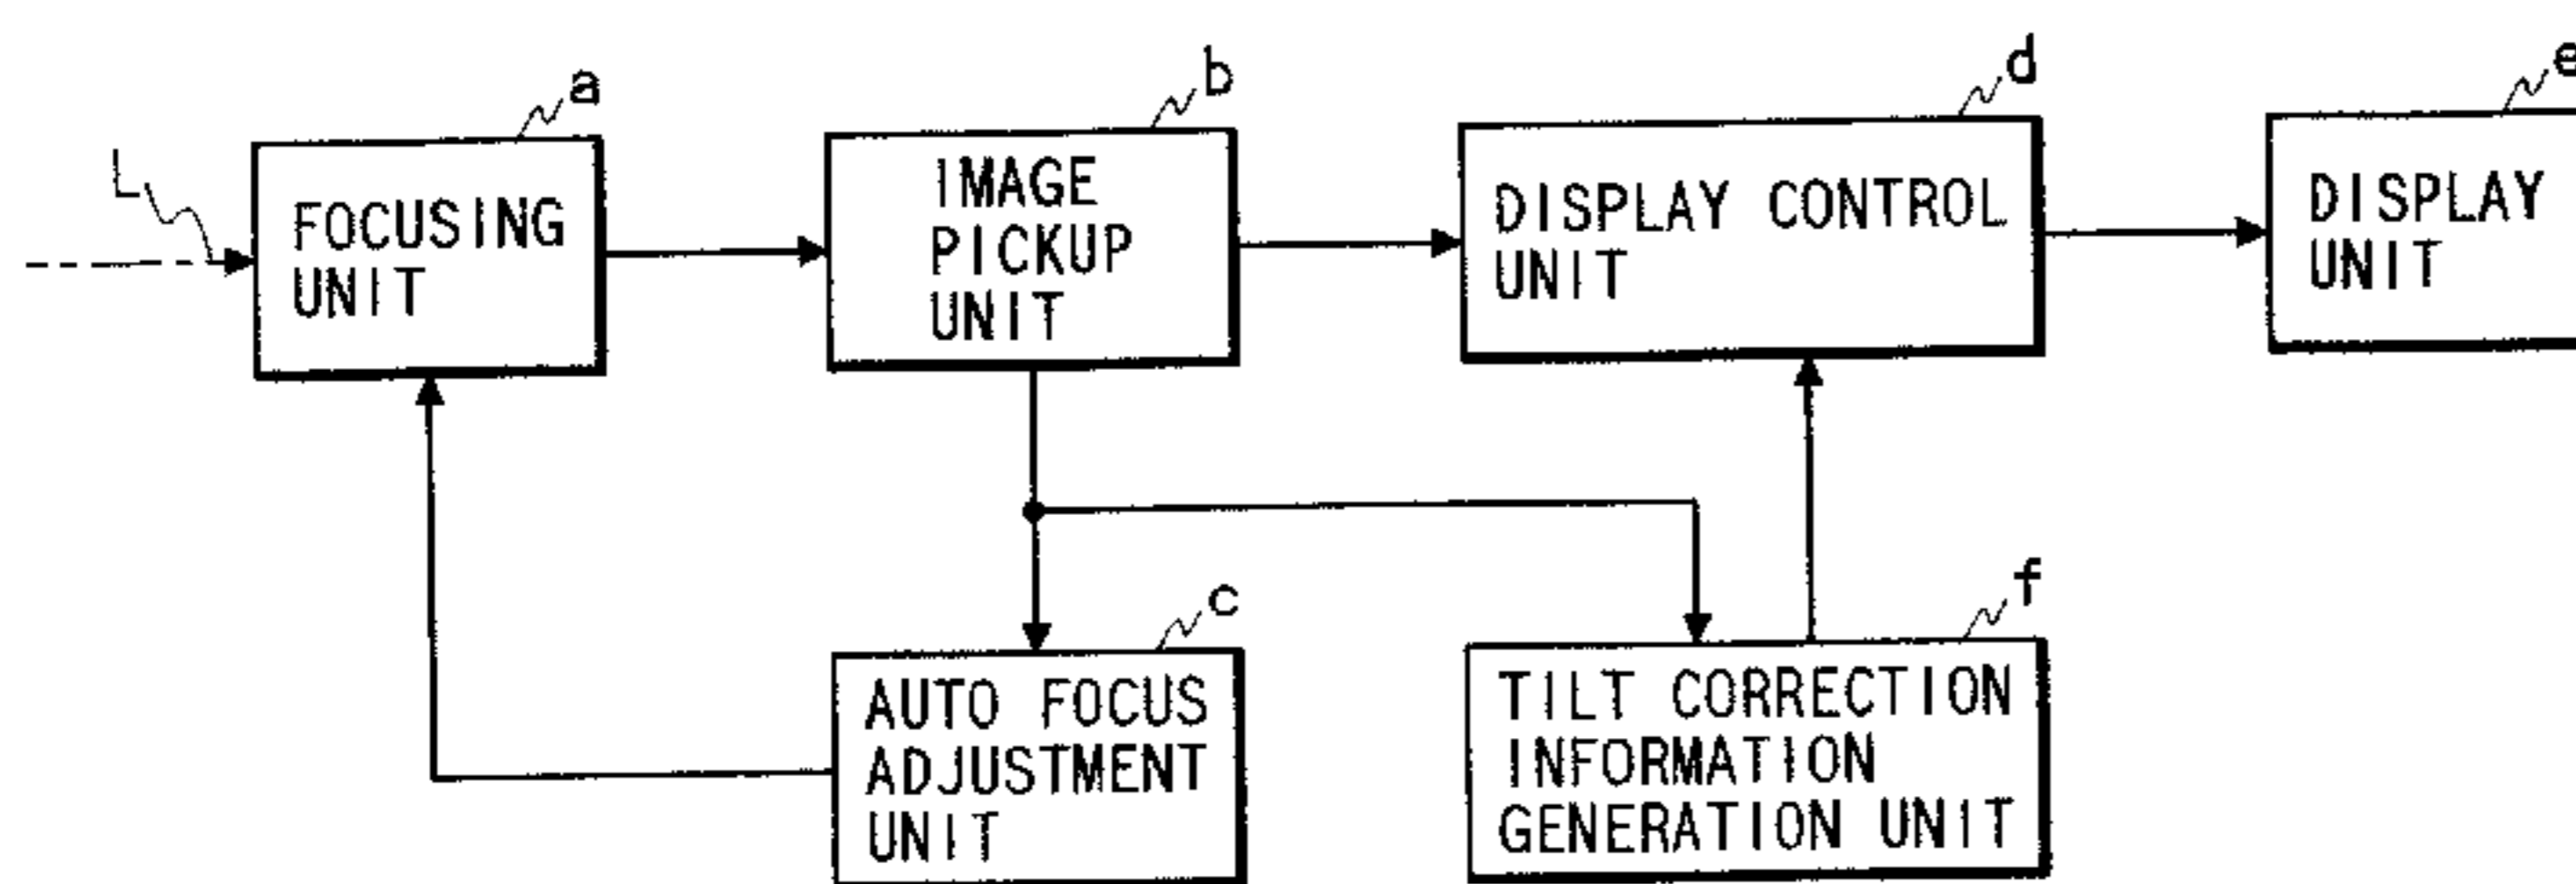 a
b
d
e
L
FOCUSING
UNIT
IMAGE
PICKUP
UNIT
DISPLAY CONTROL
UNIT
DISPLAY
UNIT
c
f
AUTO FOCUS
ADJUSTMENT
UNIT
TILT CORRECTION
INFORMATION
GENERATION UNIT